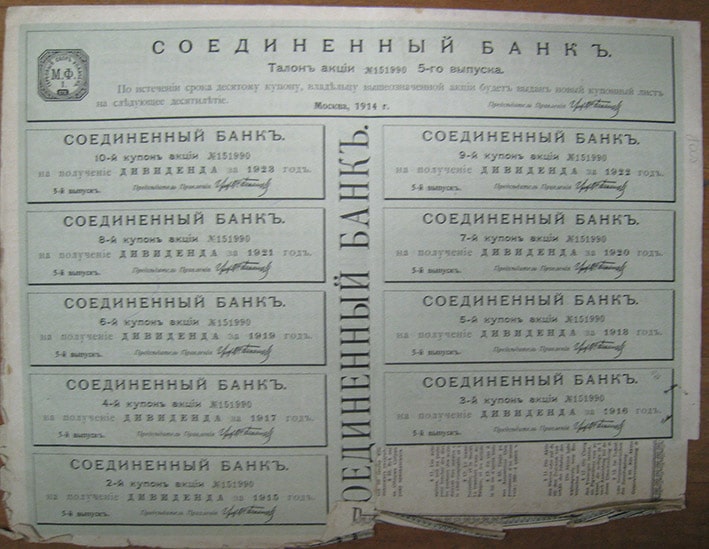 СОЕДИНЕННЫЙ БАНКЪ.
М.Ф.
1.
Талонъ акціи №151990 5-го выпуска.
По истеченіи срока десятому купону, владѣльцу вышеозначенной акціи будетъ выданъ новый купонный листъ
на слѣдующее десятилѣтіе.
Москва, 1914 г.
Предсѣдатель Правленія
СОЕДИНЕННЫЙ БАНКЪ.
10-й купонъ акціи №151990
на полученіе ДИВИДЕНДА за 1923 годъ.
5-й выпускъ. Предсѣдатель Правленія
СОЕДИНЕННЫЙ БАНКЪ.
9-й купонъ акціи №151990
на полученіе ДИВИДЕНДА за 1922 годъ.
5-й выпускъ. Предсѣдатель Правленія
СОЕДИНЕННЫЙ БАНКЪ.
8-й купонъ акціи №151990
на полученіе ДИВИДЕНДА за 1921 годъ.
5-й выпускъ. Предсѣдатель Правленія
СОЕДИНЕННЫЙ БАНКЪ.
7-й купонъ акціи №151990
на полученіе ДИВИДЕНДА за 1920 годъ.
5-й выпускъ. Предсѣдатель Правленія
СОЕДИНЕННЫЙ БАНКЪ.
6-й купонъ акціи №151990
на полученіе ДИВИДЕНДА за 1919 годъ.
5-й выпускъ. Предсѣдатель Правленія
СОЕДИНЕННЫЙ БАНКЪ.
5-й купонъ акціи №151990
на полученіе ДИВИДЕНДА за 1918 годъ.
5-й выпускъ. Предсѣдатель Правленія
СОЕДИНЕННЫЙ БАНКЪ.
4-й купонъ акціи №151990
на полученіе ДИВИДЕНДА за 1917 годъ.
5-й выпускъ. Предсѣдатель Правленія
СОЕДИНЕННЫЙ БАНКЪ.
3-й купонъ акціи №151990
на полученіе ДИВИДЕНДА за 1916 годъ.
5-й выпускъ. Предсѣдатель Правленія
СОЕДИНЕННЫЙ БАНКЪ.
2-й купонъ акціи №151990
на полученіе ДИВИДЕНДА за 1915 годъ.
5-й выпускъ. Предсѣдатель Правленія
ОЕДИНЕННЫЙ БАНКЪ.